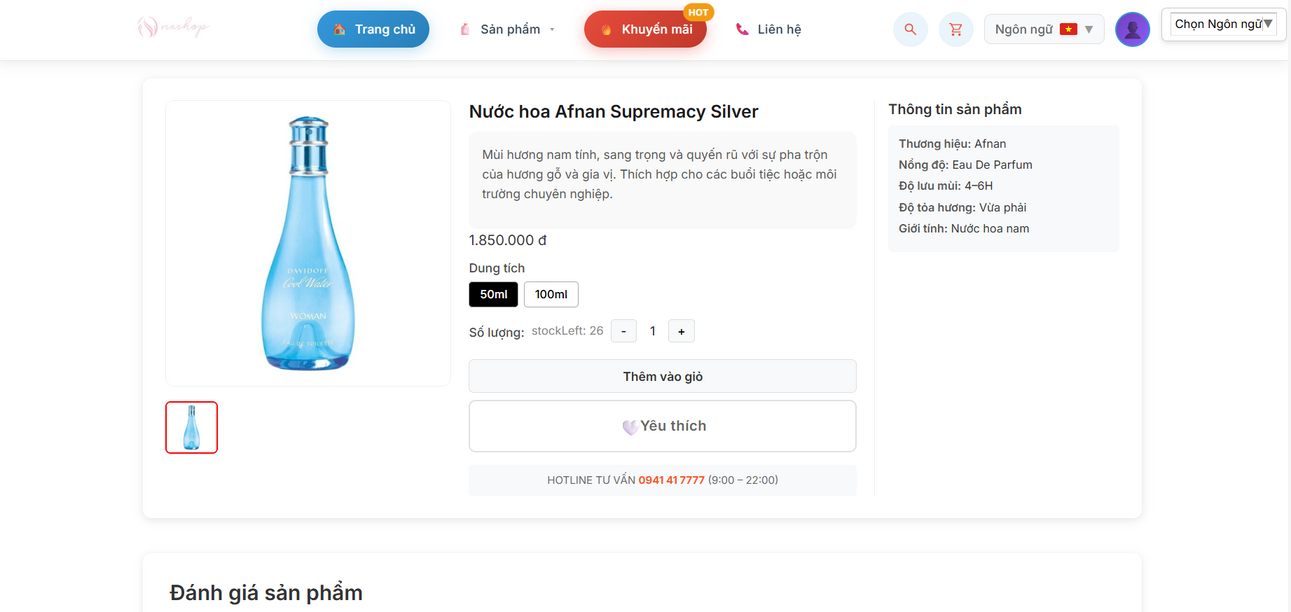 nashop
Trang chủ
Sản phẩm
HOT
Khuyến mãi
Liên hệ
Ngôn ngữ
Chọn Ngôn ngữ▼
DAVIDOFF
Cool Water
WOMAN
Nước hoa Afnan Supremacy Silver
Mùi hương nam tính, sang trọng và quyến rũ với sự pha trộn
của hương gỗ và gia vị. Thích hợp cho các buổi tiệc hoặc môi
trường chuyên nghiệp.
1.850.000 đ
Dung tích
50ml 100ml
Số lượng: stockLeft: 26 - 1 +
Thêm vào giỏ
Yêu thích
HOTLINE TƯ VẤN 0941 41 7777 (9:00 – 22:00)
Thông tin sản phẩm
Thương hiệu: Afnan
Nồng độ: Eau De Parfum
Độ lưu mùi: 4–6H
Độ tỏa hương: Vừa phải
Giới tính: Nước hoa nam
Đánh giá sản phẩm